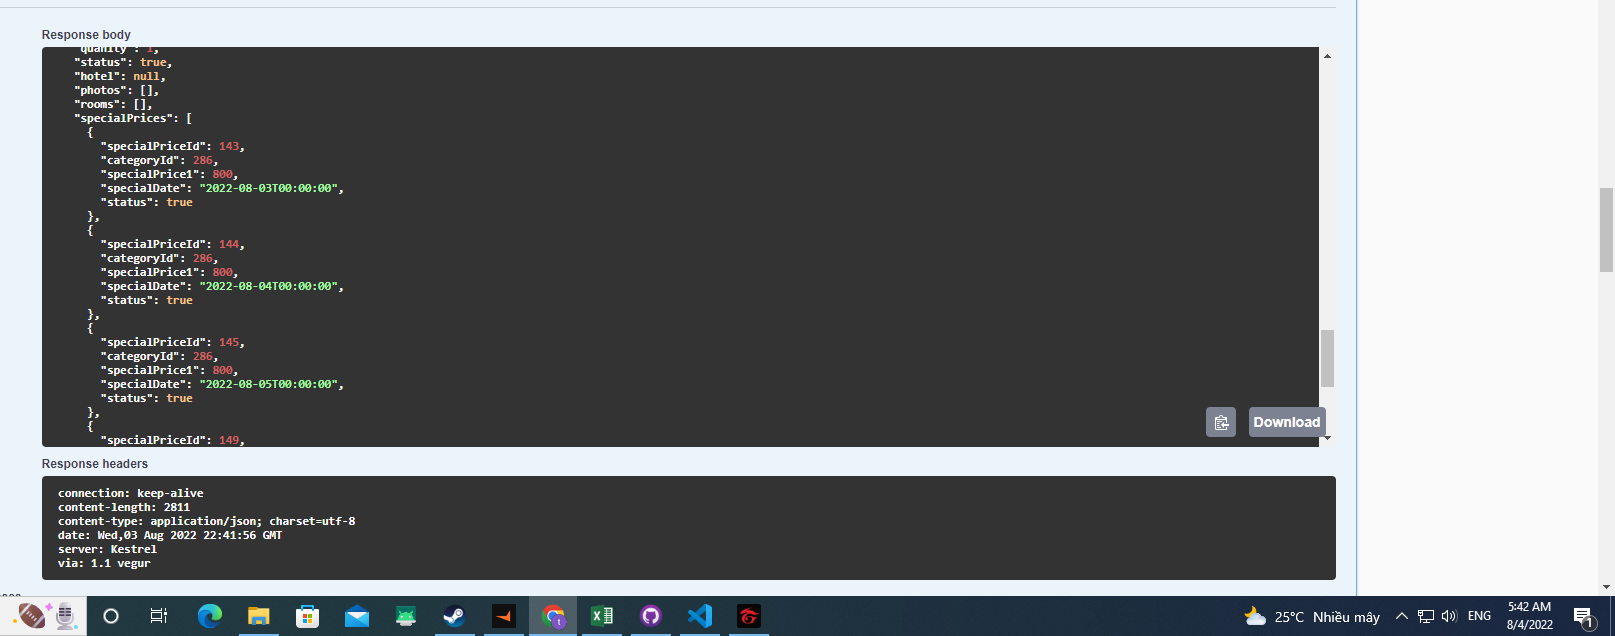 Response body
"quanity": 1,
"status": true,
"hotel": null,
"photos": [],
"rooms": [],
"specialPrices": [
{
"specialPriceId": 143,
"categoryId": 286,
"specialPrice1": 800,
"specialDate": "2022-08-03T00:00:00",
"status": true
},
{
"specialPriceId": 144,
"categoryId": 286,
"specialPrice1": 800,
"specialDate": "2022-08-04T00:00:00",
"status": true
},
{
"specialPriceId": 145,
"categoryId": 286,
"specialPrice1": 800,
"specialDate": "2022-08-05T00:00:00",
"status": true
},
{
"specialPriceId": 149,
Download
Response headers
connection: keep-alive
content-length: 2811
content-type: application/json; charset=utf-8
date: Wed,03 Aug 2022 22:41:56 GMT
server: Kestrel
via: 1.1 vegur
25°C Nhiều mây
ENG
5:42 AM
8/4/2022
1